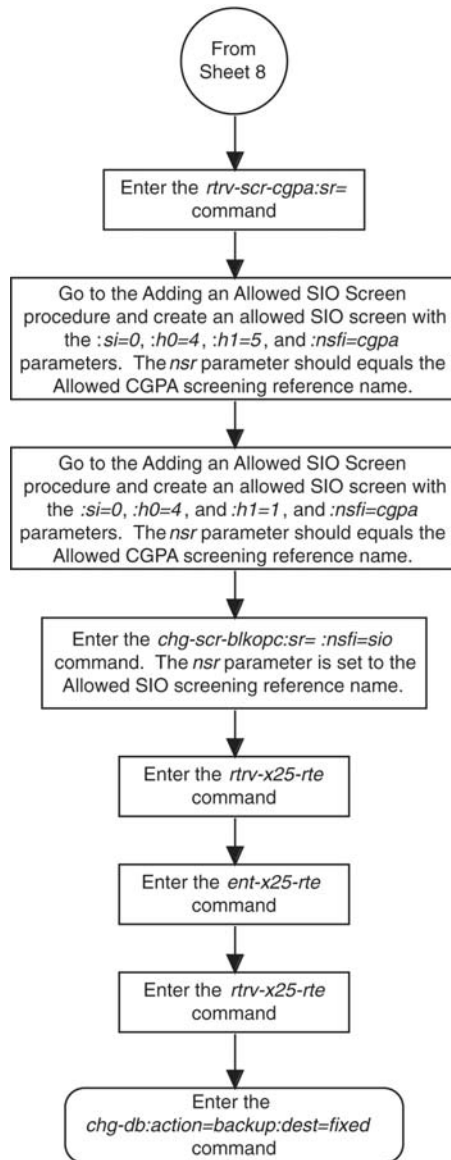 From
Sheet 8
Enter the rtrv-scr-cgpa:sr=
command
Go to the Adding an Allowed SIO Screen
procedure and create an allowed SIO screen with
the :si=0, :h0=4, :h1=5, and :nsfi=cgpa
parameters. The nsr parameter should equals the
Allowed CGPA screening reference name.
Go to the Adding an Allowed SIO Screen
procedure and create an allowed SIO screen with
the :si=0, :h0=4, and :h1=1, and :nsfi=cgpa
parameters. The nsr parameter should equals the
Allowed CGPA screening reference name.
Enter the chg-scr-blkopc:sr= :nsfi=sio
command. The nsr parameter is set to the
Allowed SIO screening reference name.
Enter the rtrv-x25-rte
command
Enter the ent-x25-rte
command
Enter the rtrv-x25-rte
command
Enter the
chg-db:action=backup:dest=fixed
command